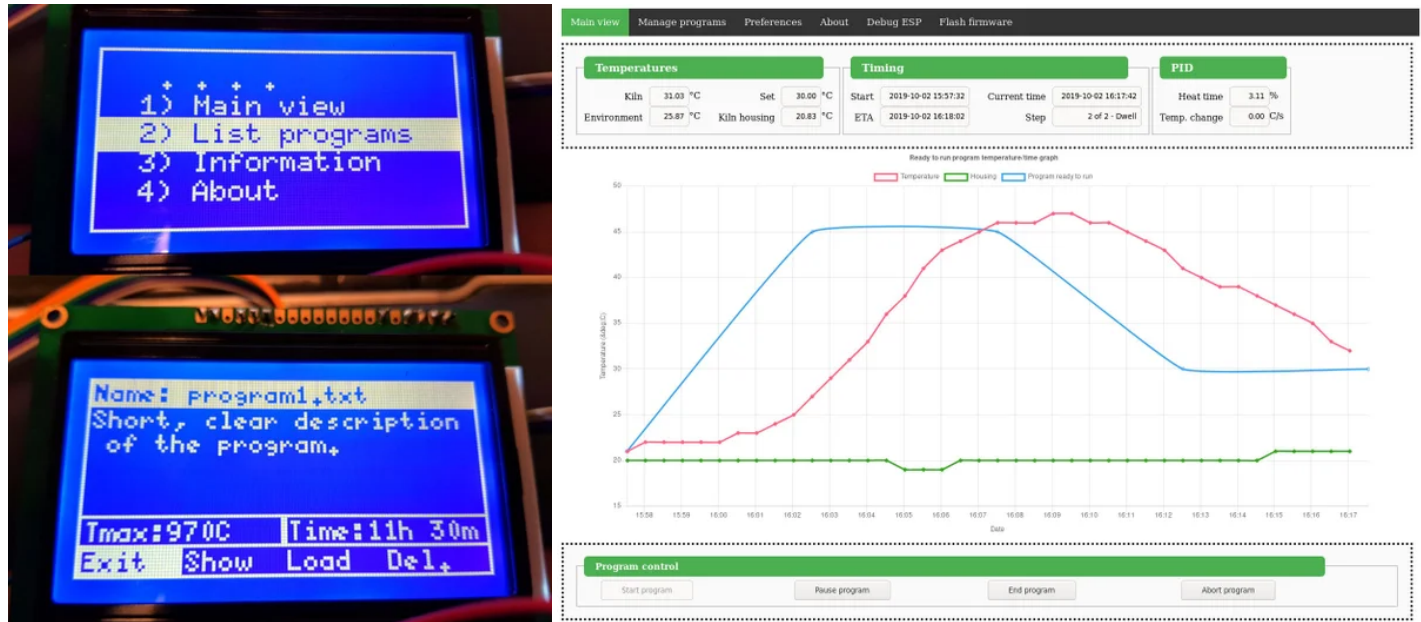 1) Main view
2) List programs
3) Information
4) About
Name: program1.txt
Short, clear description
of the program.
Tmax:970C Time:11h 30m
Exit Show Load Del.
Main view Manage programs Preferences About Debug ESP Flash firmware
Temperatures Timing PID
Kiln 31.03 °C Set 30.00 °C Start 2019-10-02 15:57:32 Current time 2019-10-02 16:17:42 Heat time 3.11 %
Environment 25.87 °C Kiln housing 20.83 °C ETA 2019-10-02 16:18:02 Step 2 of 2 - Dwell Temp. change 0.00 C/s
Ready to run program temperature/time graph
Temperature Housing Program ready to run
50
45
40
35
30
25
20
15
Temperature (&deg;C)
15:58 15:59 16:00 16:01 16:02 16:03 16:04 16:05 16:06 16:07 16:08 16:09 16:10 16:11 16:12 16:13 16:14 16:15 16:16 16:17
Date
Program control
Start program Pause program End program Abort program